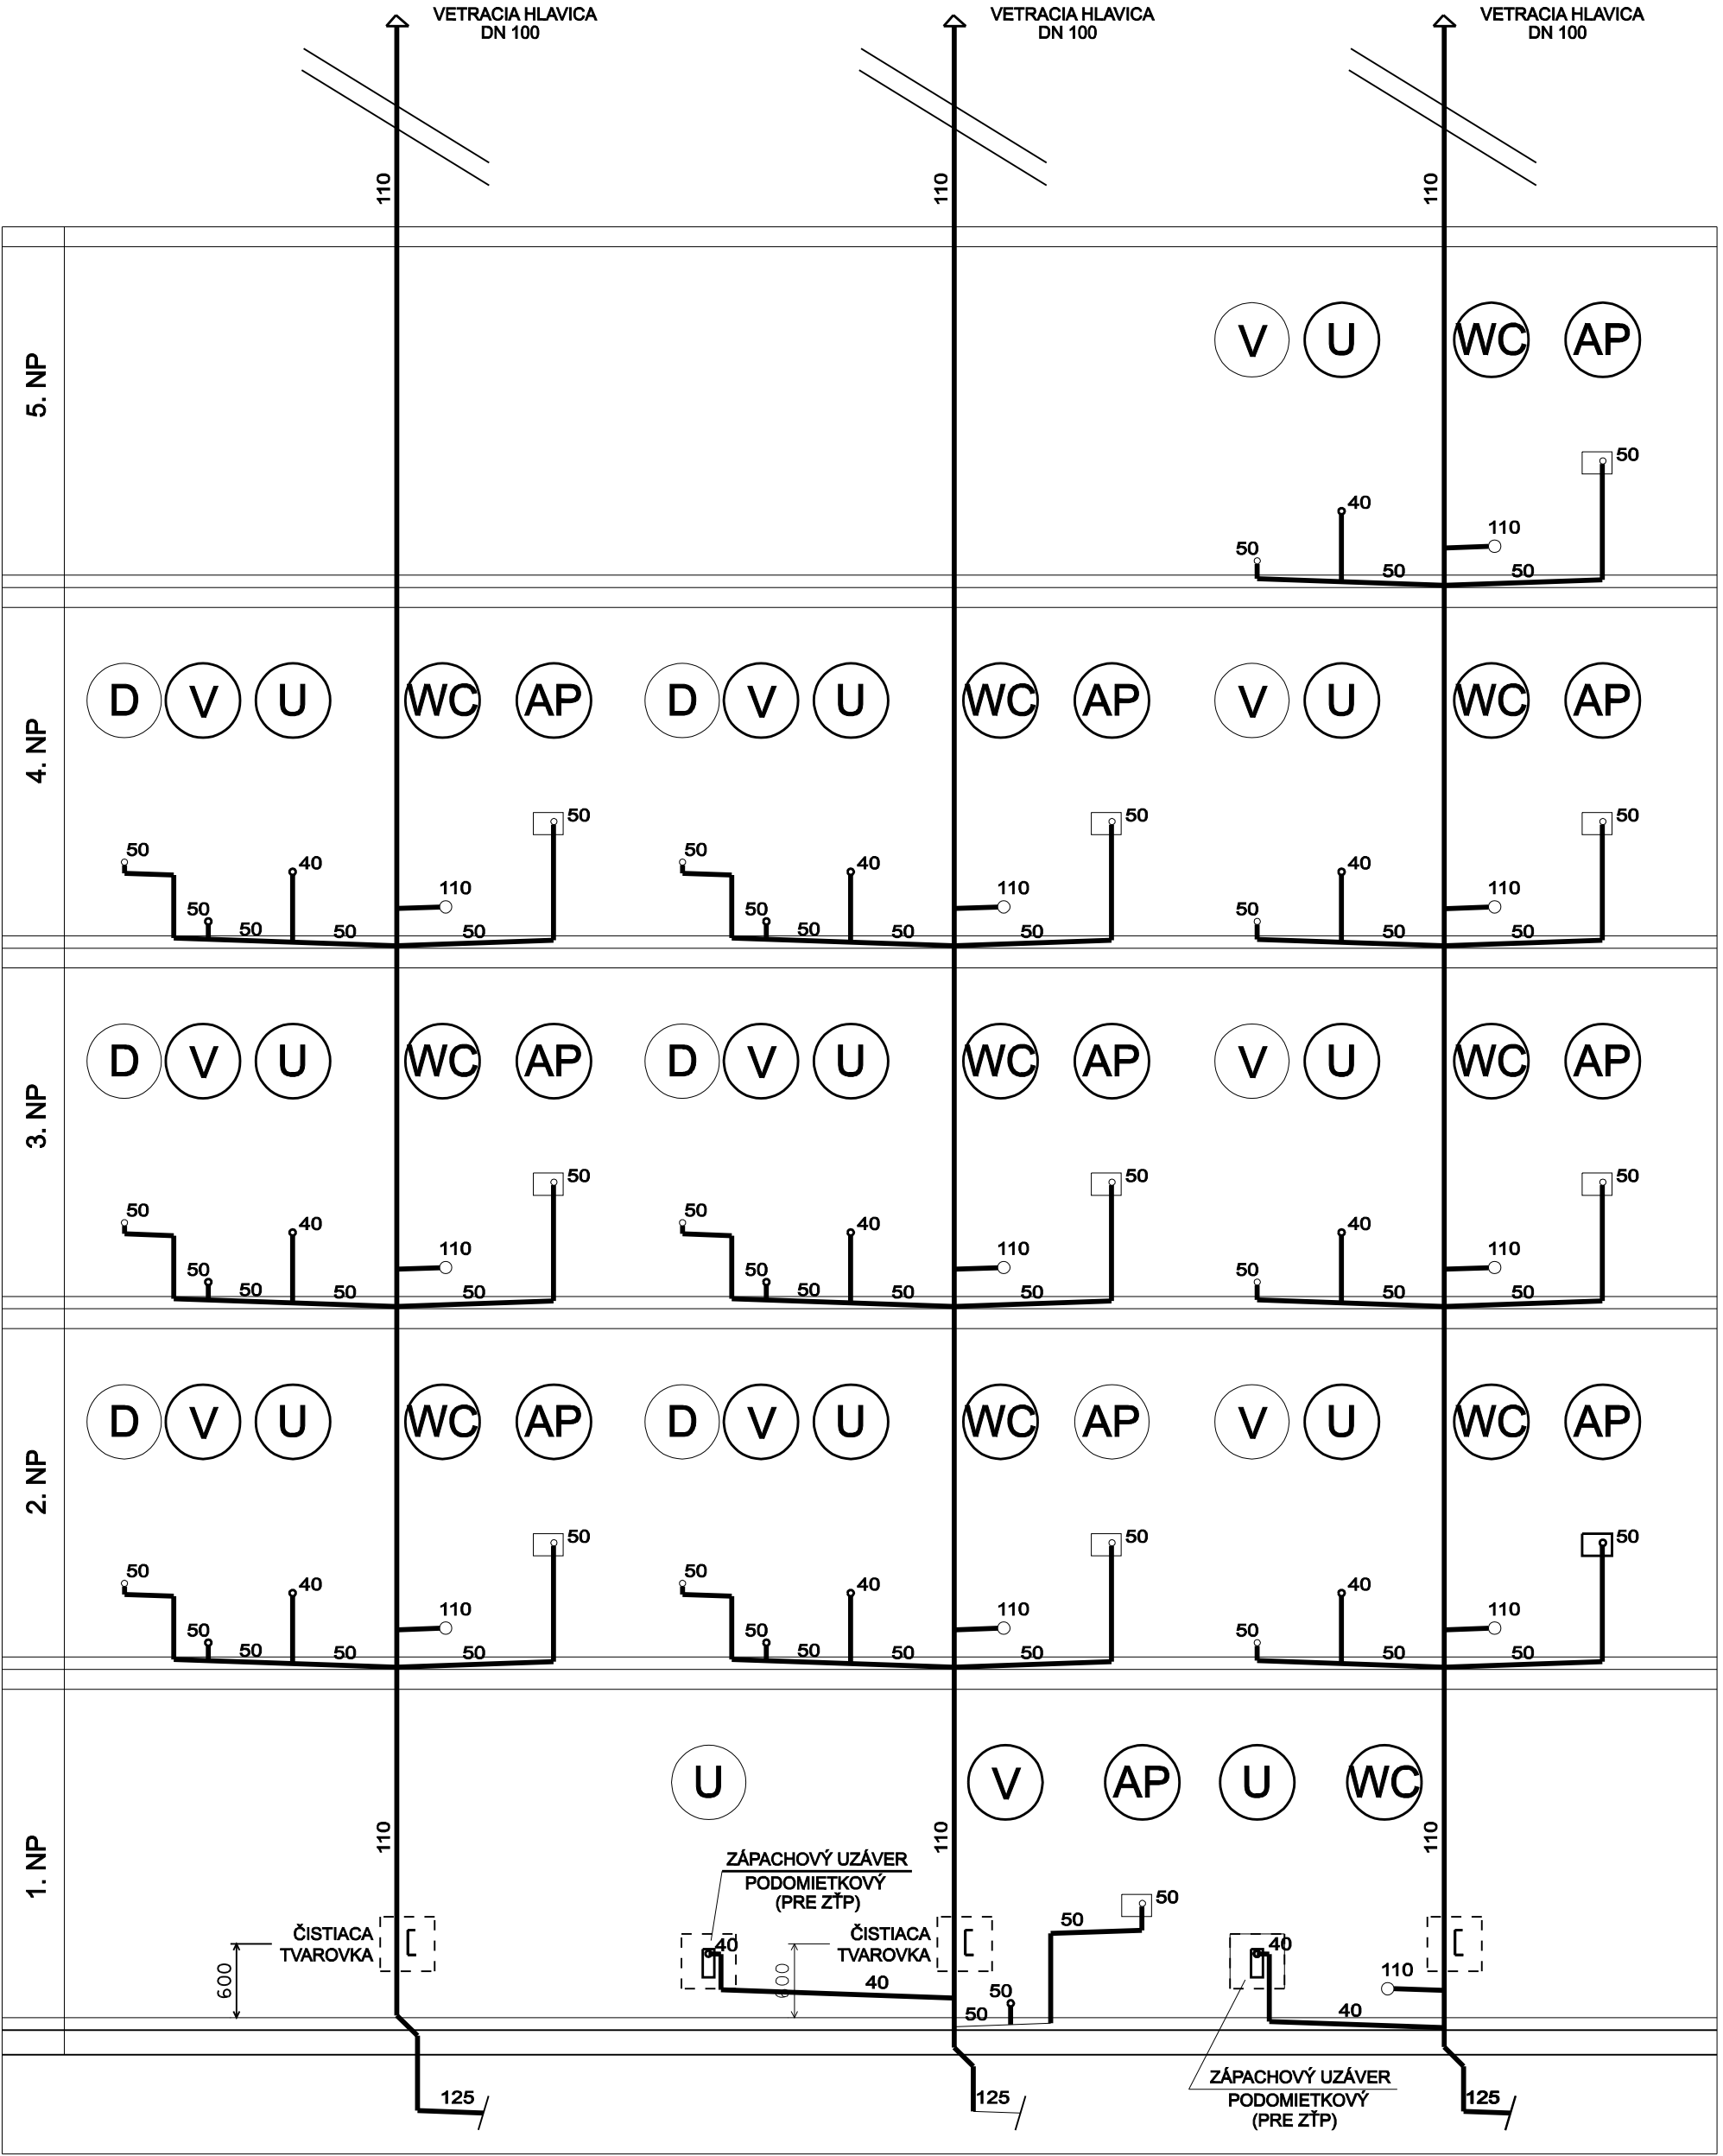 VETRACIA HLAVICA
DN 100
VETRACIA HLAVICA
DN 100
VETRACIA HLAVICA
DN 100
110 110 110
5. NP
V U WC AP
50
40
110
50
50 50
4. NP
D V U WC AP D V U WC AP V U WC AP
50 50 50
50 40 50 40 40
110 110 110
50 50 50
50 50 50 50 50 50 50 50
3. NP
D V U WC AP D V U WC AP V U WC AP
50 50 50
50 40 50 40 40
110 110 110
50 50 50
50 50 50 50 50 50 50 50
2. NP
D V U WC AP D V U WC AP V U WC AP
50 50 50
50 40 50 40 40
110 110 110
50 50 50
50 50 50 50 50 50 50 50
1. NP
U V AP U WC
110 110 110
ZÁPACHOVÝ UZÁVER
PODOMIETKOVÝ
(PRE ZŤP)
50
50
ČISTIACA
TVAROVKA
ČISTIACA
TVAROVKA
40 40
600 600
40 110
50
50 40
ZÁPACHOVÝ UZÁVER
PODOMIETKOVÝ
(PRE ZŤP)
125 125 125